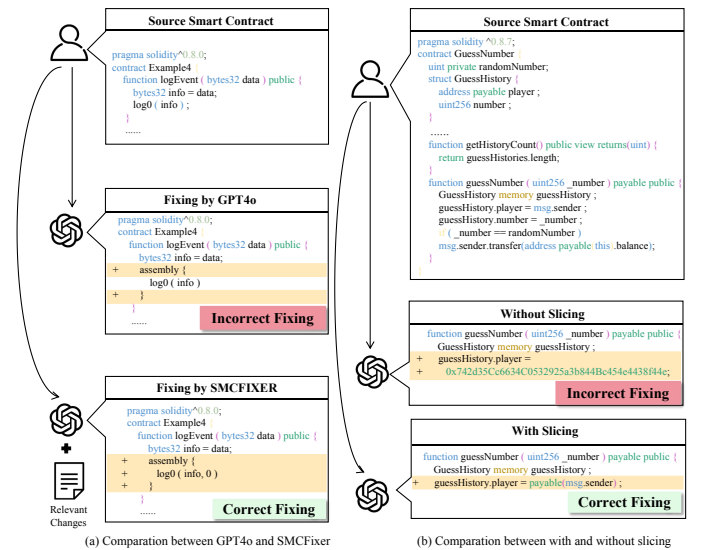 Source Smart Contract
pragma solidity^0.8.0;
contract Example4 {
function logEvent ( bytes32 data ) public {
bytes32 info = data;
log0 ( info ) ;
}
......
Fixing by GPT4o
pragma solidity^0.8.0;
contract Example4 {
function logEvent ( bytes32 data ) public {
bytes32 info = data;
+ assembly {
log0 ( info )
+ }
}
......
Incorrect Fixing
Fixing by SMCFIXER
pragma solidity^0.8.0;
contract Example4 {
function logEvent ( bytes32 data ) public {
bytes32 info = data;
+ assembly {
+ log0 ( info, 0 )
+ }
}
......
Correct Fixing
Relevant
Changes
(a) Comparation between GPT4o and SMCFixer
Source Smart Contract
pragma solidity ^0.8.7;
contract GuessNumber {
uint private randomNumber;
struct GuessHistory {
address payable player ;
uint256 number ;
}
......
function getHistoryCount() public view returns(uint) {
return guessHistories.length;
}
function guessNumber ( uint256 _number ) payable public {
GuessHistory memory guessHistory ;
guessHistory.player = msg.sender ;
guessHistory.number = _number ;
if ( _number == randomNumber )
msg.sender.transfer(address payable(this).balance);
}
}
Without Slicing
function guessNumber ( uint256 _number ) payable public {
GuessHistory memory guessHistory ;
+ guessHistory.player =
+ 0x742d35Cc6634C0532925a3b844Bc454e4438f44e;
Incorrect Fixing
With Slicing
function guessNumber ( uint256 _number ) payable public {
GuessHistory memory guessHistory ;
+ guessHistory.player = payable(msg.sender) ;
Correct Fixing
(b) Comparation between with and without slicing